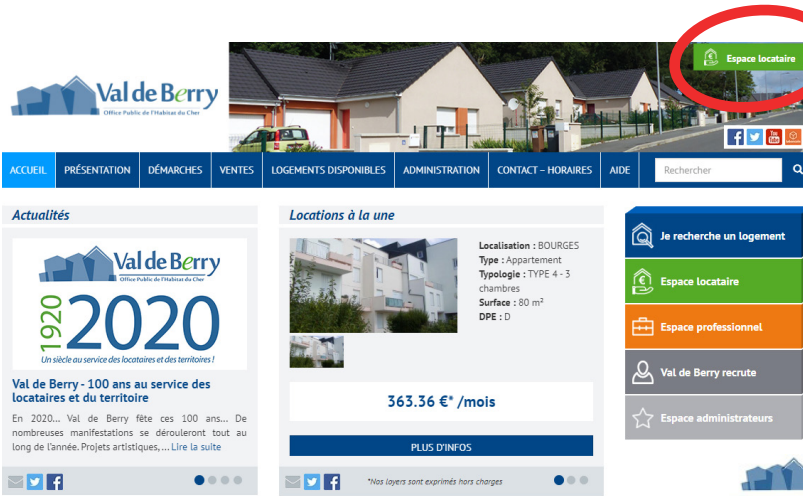 Espace locataire
Val de Berry
Office Public de l'Habitat du Cher
You Tube
ACCUEIL PRÉSENTATION DÉMARCHES VENTES LOGEMENTS DISPONIBLES ADMINISTRATION CONTACT – HORAIRES AIDE Rechercher
Actualités
Val de Berry
Office Public de l'Habitat du Cher
1920
2020
Un siècle au service des locataires et des territoires !
Val de Berry - 100 ans au service des
locataires et du territoire
En 2020... Val de Berry fête ces 100 ans... De
nombreuses manifestations se dérouleront tout au
long de l'année. Projets artistiques, ... Lire la suite
Locations à la une
Localisation : BOURGES
Type : Appartement
Typologie : TYPE 4 - 3
chambres
Surface : 80 m²
DPE : D
363.36 €* /mois
PLUS D'INFOS
*Nos loyers sont exprimés hors charges
Je recherche un logement
Espace locataire
Espace professionnel
Val de Berry recrute
Espace administrateurs